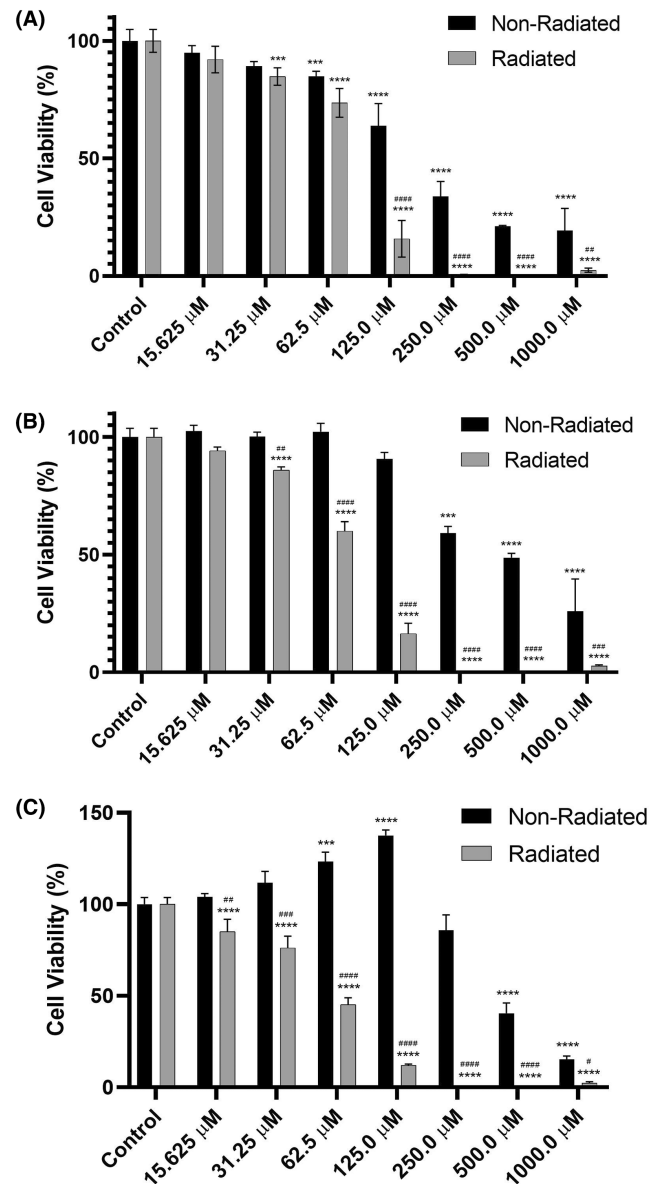 (A)
Non-Radiated
Radiated
Cell Viability (%)
100
50
0
***
***
****
****
####
****
****
####
****
****
####
****
****
##
****
Control
15.625 μM
31.25 μM
62.5 μM
125.0 μM
250.0 μM
500.0 μM
1000.0 μM
(B)
Non-Radiated
Radiated
Cell Viability (%)
100
50
0
##
****
####
****
####
****
***
####
****
****
####
****
****
###
****
Control
15.625 μM
31.25 μM
62.5 μM
125.0 μM
250.0 μM
500.0 μM
1000.0 μM
(C)
Non-Radiated
Radiated
Cell Viability (%)
150
100
50
0
##
****
###
****
***
####
****
****
####
****
####
****
****
####
****
****
#
****
Control
15.625 μM
31.25 μM
62.5 μM
125.0 μM
250.0 μM
500.0 μM
1000.0 μM